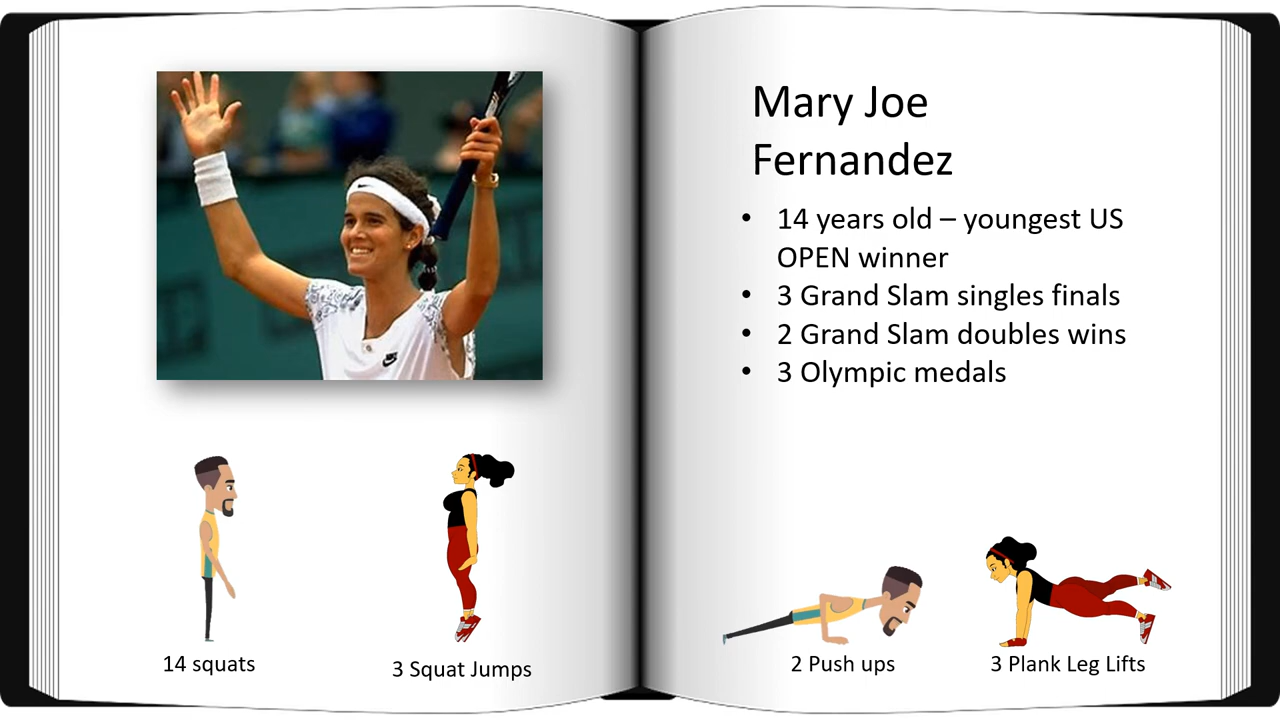 Mary Joe
Fernandez
• 14 years old – youngest US
OPEN winner
• 3 Grand Slam singles finals
• 2 Grand Slam doubles wins
• 3 Olympic medals
14 squats
3 Squat Jumps
2 Push ups
3 Plank Leg Lifts